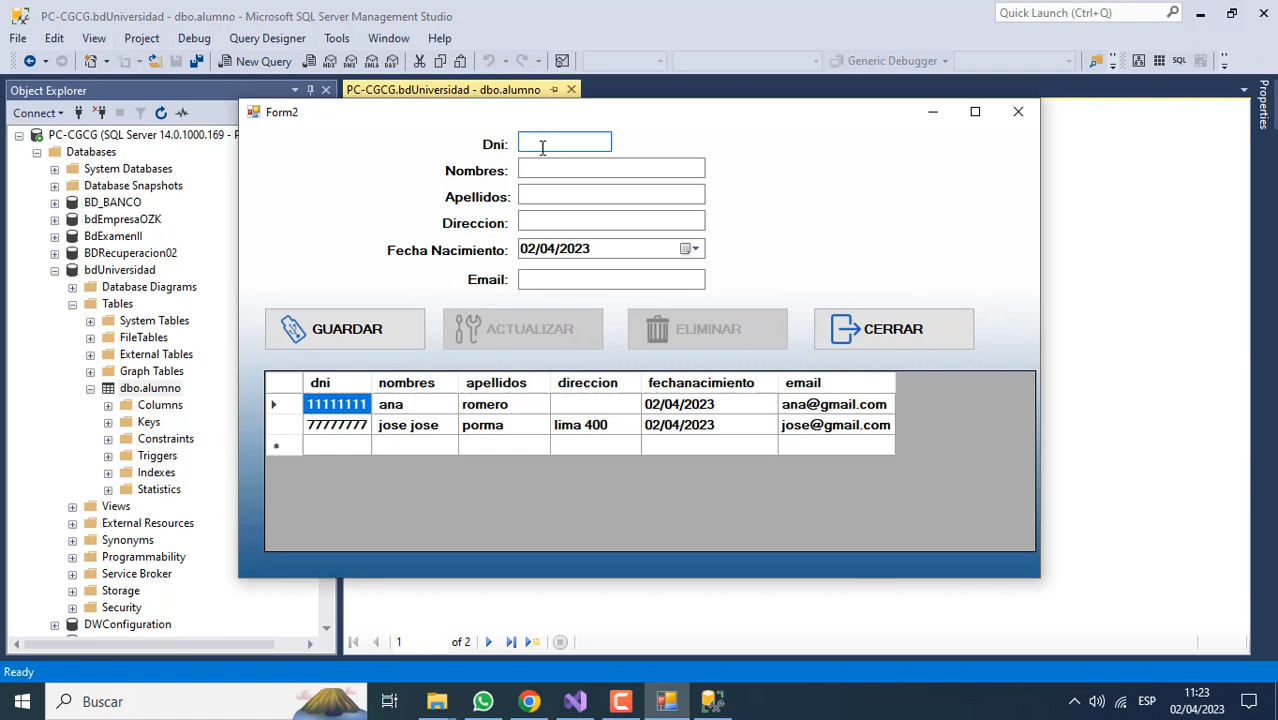 PC-CGCG.bdUniversidad - dbo.alumno - Microsoft SQL Server Management Studio
Quick Launch (Ctrl+Q)
File Edit View Project Debug Query Designer Tools Window Help
New Query
MDX
DMX
XMLA
DAX
Generic Debugger
SQL
Object Explorer
PC-CGCG.bdUniversidad - dbo.alumno
Properties
Connect
PC-CGCG (SQL Server 14.0.1000.169 - P
Databases
System Databases
Database Snapshots
BD_BANCO
bdEmpresaOZK
BdExamenII
BDRecuperacion02
bdUniversidad
Database Diagrams
Tables
System Tables
FileTables
External Tables
Graph Tables
dbo.alumno
Columns
Keys
Constraints
Triggers
Indexes
Statistics
Views
External Resources
Synonyms
Programmability
Service Broker
Storage
Security
DWConfiguration
Form2
Dni:
Nombres:
Apellidos:
Direccion:
Fecha Nacimiento: 02/04/2023
Email:
GUARDAR ACTUALIZAR ELIMINAR CERRAR
dni nombres apellidos direccion fechanacimiento email
11111111 ana romero 02/04/2023 ana@gmail.com
77777777 jose jose porma lima 400 02/04/2023 jose@gmail.com
*
1 of 2
Ready
Buscar
ESP
11:23
02/04/2023